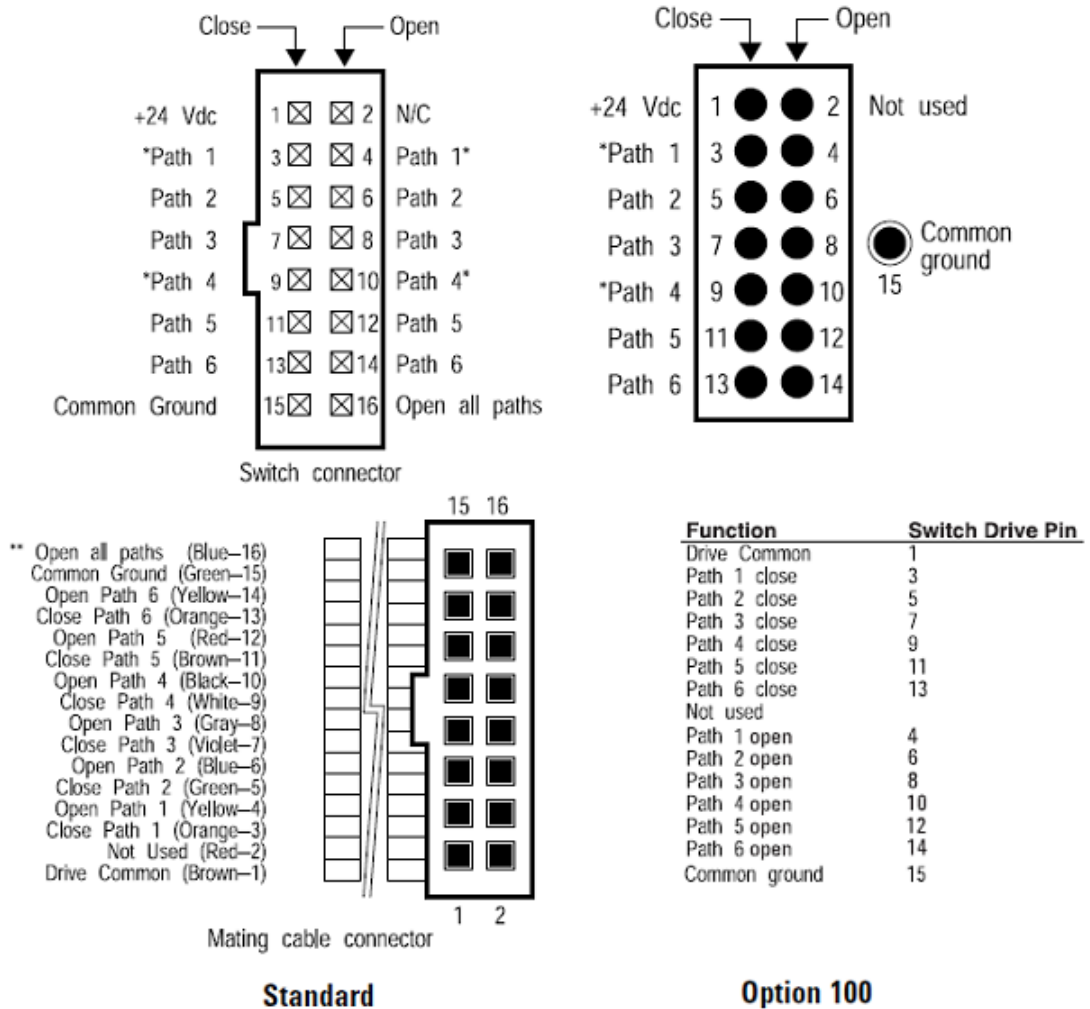 Close Open
+24 Vdc 1 2 N/C
*Path 1 3 4 Path 1*
Path 2 5 6 Path 2
Path 3 7 8 Path 3
*Path 4 9 10 Path 4*
Path 5 11 12 Path 5
Path 6 13 14 Path 6
Common Ground 15 16 Open all paths
Switch connector
Close Open
+24 Vdc 1 2 Not used
*Path 1 3 4
Path 2 5 6
Path 3 7 8
*Path 4 9 10
Path 5 11 12
Path 6 13 14
Common
ground
15
15 16
** Open all paths (Blue—16)
Common Ground (Green—15)
Open Path 6 (Yellow—14)
Close Path 6 (Orange—13)
Open Path 5 (Red—12)
Close Path 5 (Brown—11)
Open Path 4 (Black—10)
Close Path 4 (White—9)
Open Path 3 (Gray—8)
Close Path 3 (Violet—7)
Open Path 2 (Blue—6)
Close Path 2 (Green—5)
Open Path 1 (Yellow—4)
Close Path 1 (Orange—3)
Not Used (Red—2)
Drive Common (Brown—1)
1 2
Mating cable connector
Standard
Function Switch Drive Pin
Drive Common 1
Path 1 close 3
Path 2 close 5
Path 3 close 7
Path 4 close 9
Path 5 close 11
Path 6 close 13
Not used
Path 1 open 4
Path 2 open 6
Path 3 open 8
Path 4 open 10
Path 5 open 12
Path 6 open 14
Common ground 15
Option 100